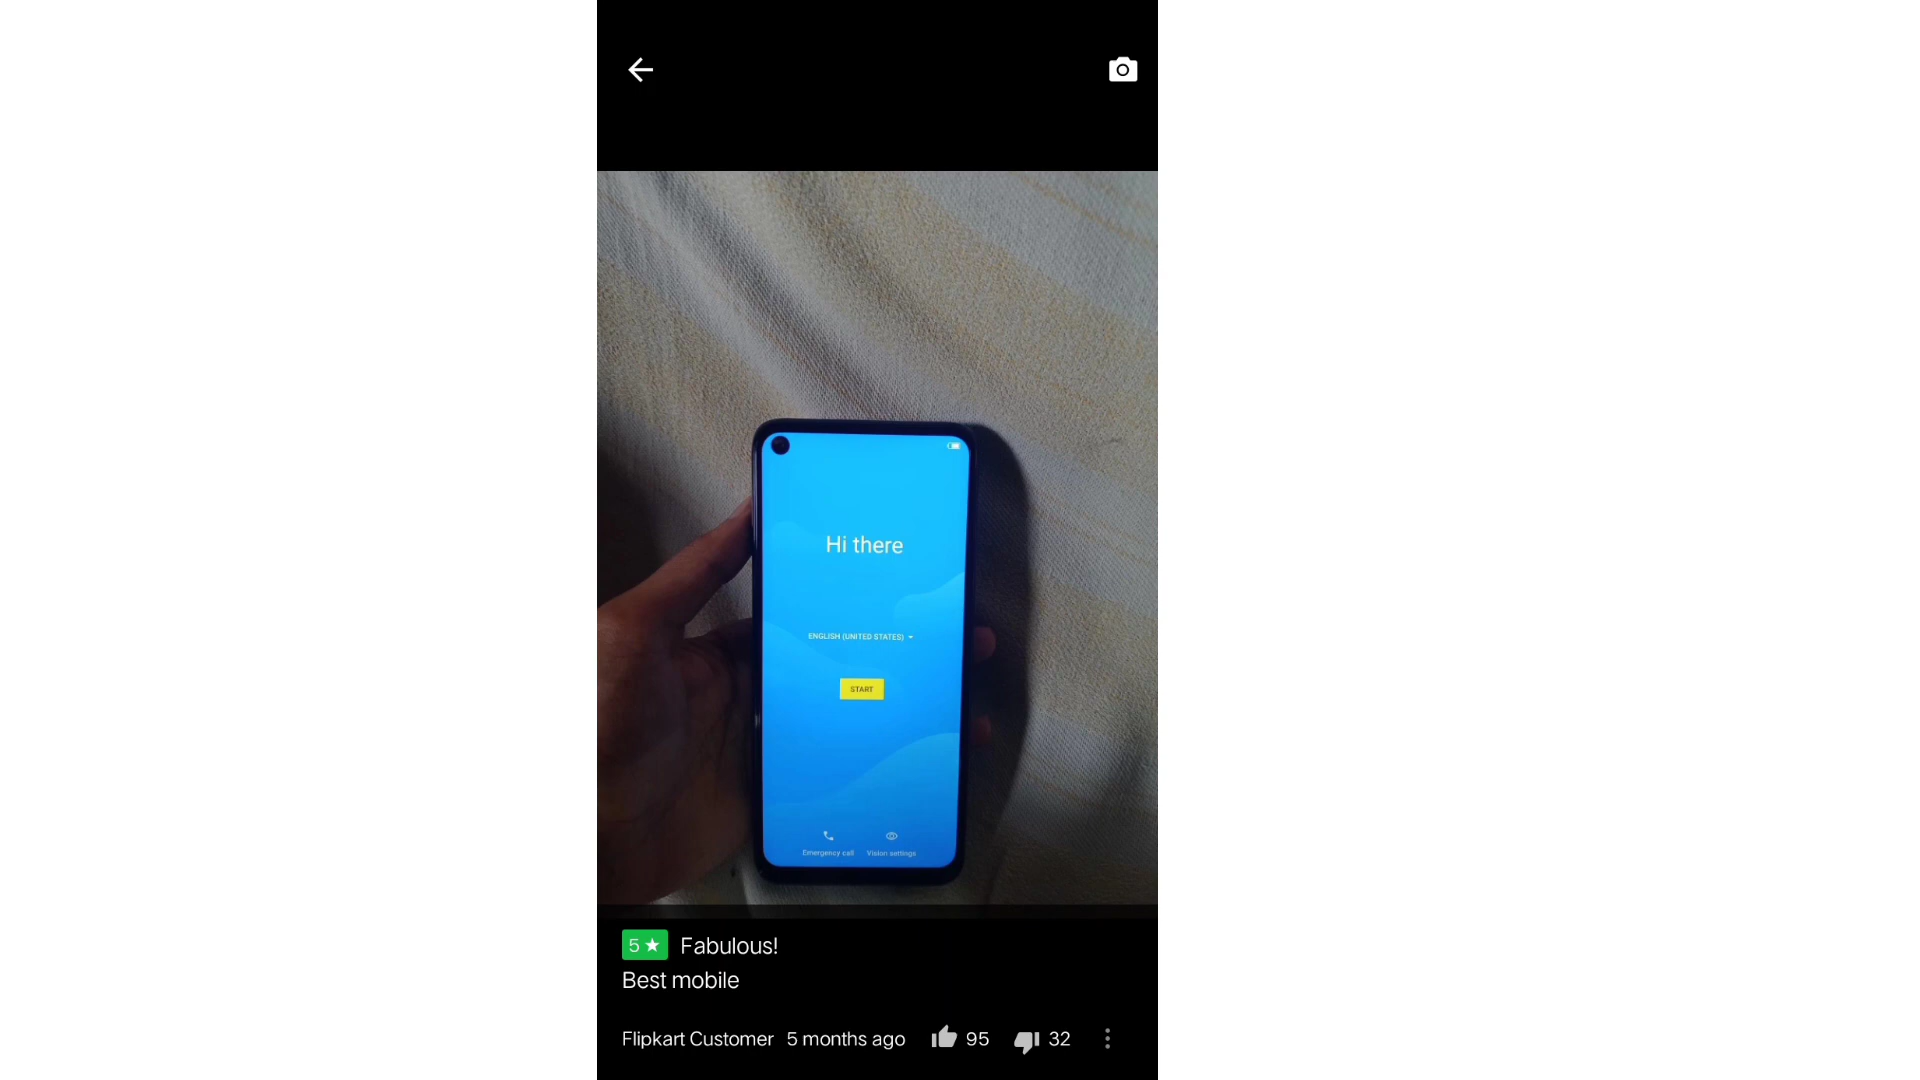 Hi there
ENGLISH (UNITED STATES)
START
Emergency call Vision settings
5 Fabulous!
Best mobile
Flipkart Customer 5 months ago 95 32